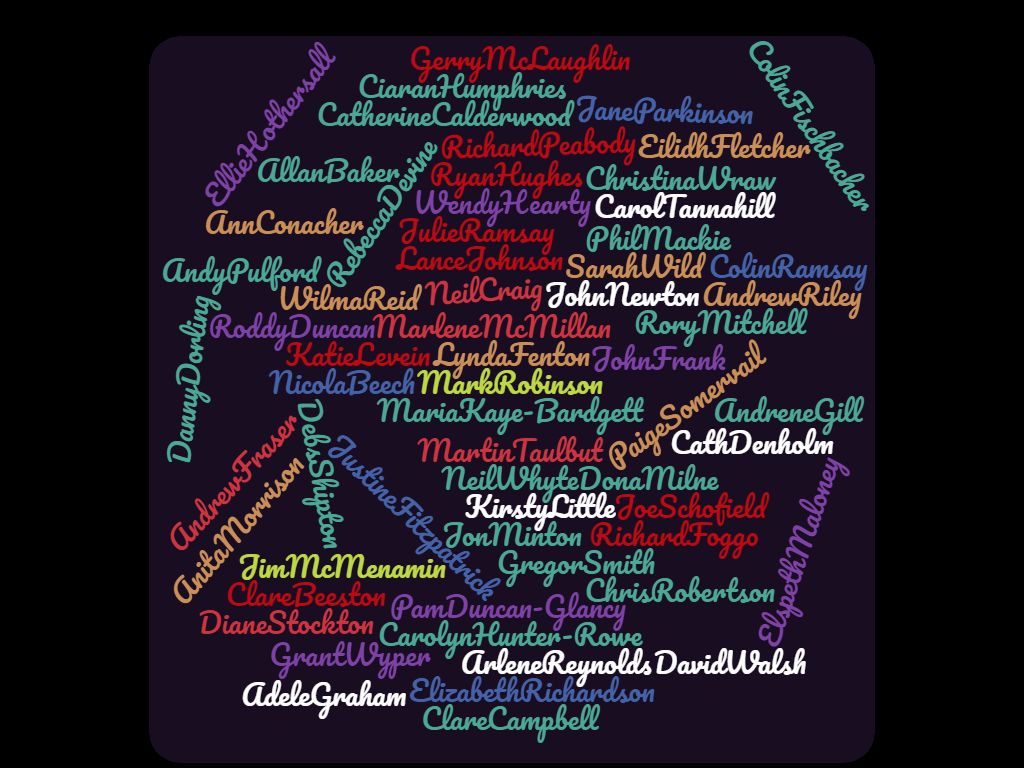 GerryMcLaughlin
EllieHothersall
ColinFischbacher
CiaranHumphries
CatherineCalderwood
JaneParkinson
RichardPeabody
EilidhFletcher
AllanBaker
RebeccaDevine
RyanHughes
ChristinaWraw
WendyHearty
CarolTannahill
AnnConacher
JulieRamsay
PhilMackie
AndyPulford
LanceJohnson
SarahWild
ColinRamsay
WilmaReid
NeilCraig
JohnNewton
AndrewRiley
DannyDorling
RoddyDuncan
MarleneMcMillan
RoryMitchell
KatieLevein
LyndaFenton
JohnFrank
NicolaBeech
MarkRobinson
PaigeSomervail
MariaKaye-Bardgett
AndreneGill
AndrewFraser
DebsShipton
JustineFitzpatrick
MartinTaulbut
CathDenholm
AnitaMorrison
NeilWhyte
DonaMilne
KirstyLittle
JoeSchofield
ElspethMaloney
JonMinton
RichardFoggo
JimMcMenamin
GregorSmith
ClareBeeston
ChrisRobertson
PamDuncan-Glancy
DianeStockton
CarolynHunter-Rowe
GrantWyper
ArleneReynolds
DavidWalsh
AdeleGraham
ElizabethRichardson
ClareCampbell